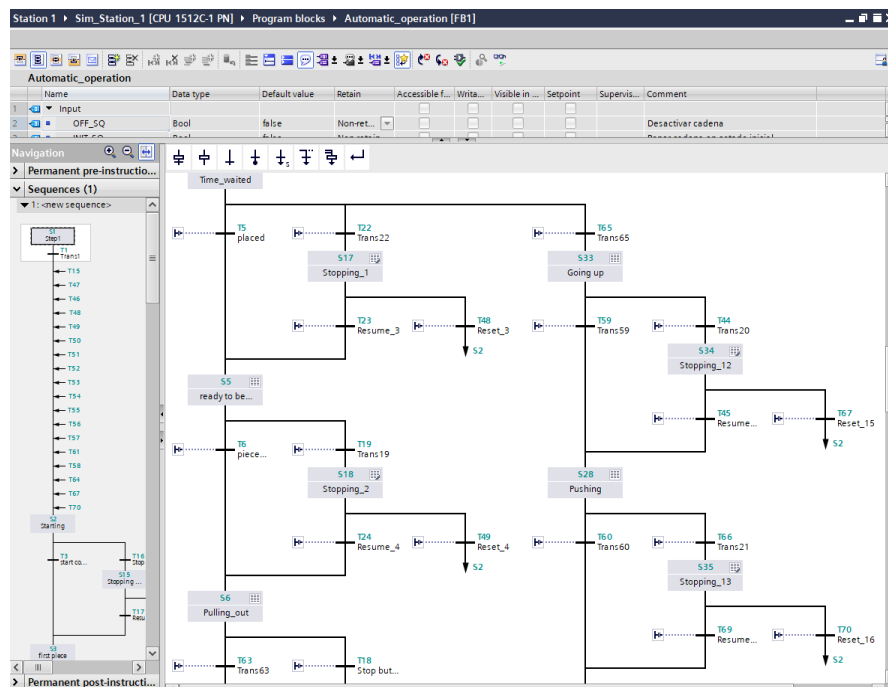 Station 1 ▸ Sim_Station_1 [CPU 1512C-1 PN] ▸ Program blocks ▸ Automatic_operation [FB1]
Automatic_operation
Name Data type Default value Retain Accessible f... Writa... Visible in ... Setpoint Supervis... Comment
1 Input
2 OFF_SQ Bool false Non-ret... Desactivar cadena
Navigation
Permanent pre-instructio...
Sequences (1)
1: <new sequence>
S1
Step1
T1
Trans1
T15
T47
T46
T48
T49
T50
T51
T52
T53
T54
T55
T56
T57
T61
T58
T64
T67
T70
S2
Starting
T3
start co...
T16
Stop
S15
Stopping ...
T17
Resu
S3
first piece
Permanent post-instructi...
Time_waited
T5
placed
T22
Trans22
T65
Trans65
S17
Stopping_1
S33
Going up
T23
Resume_3
T48
Reset_3
S2
T59
Trans59
T44
Trans20
S34
Stopping_12
S5
ready to be...
T45
Resume...
T67
Reset_15
S2
T6
piece...
T19
Trans19
S18
Stopping_2
S28
Pushing
T24
Resume_4
T49
Reset_4
S2
T60
Trans60
T66
Trans21
S35
Stopping_13
S6
Pulling_out
T69
Resume...
T70
Reset_16
S2
T63
Trans63
T18
Stop but...